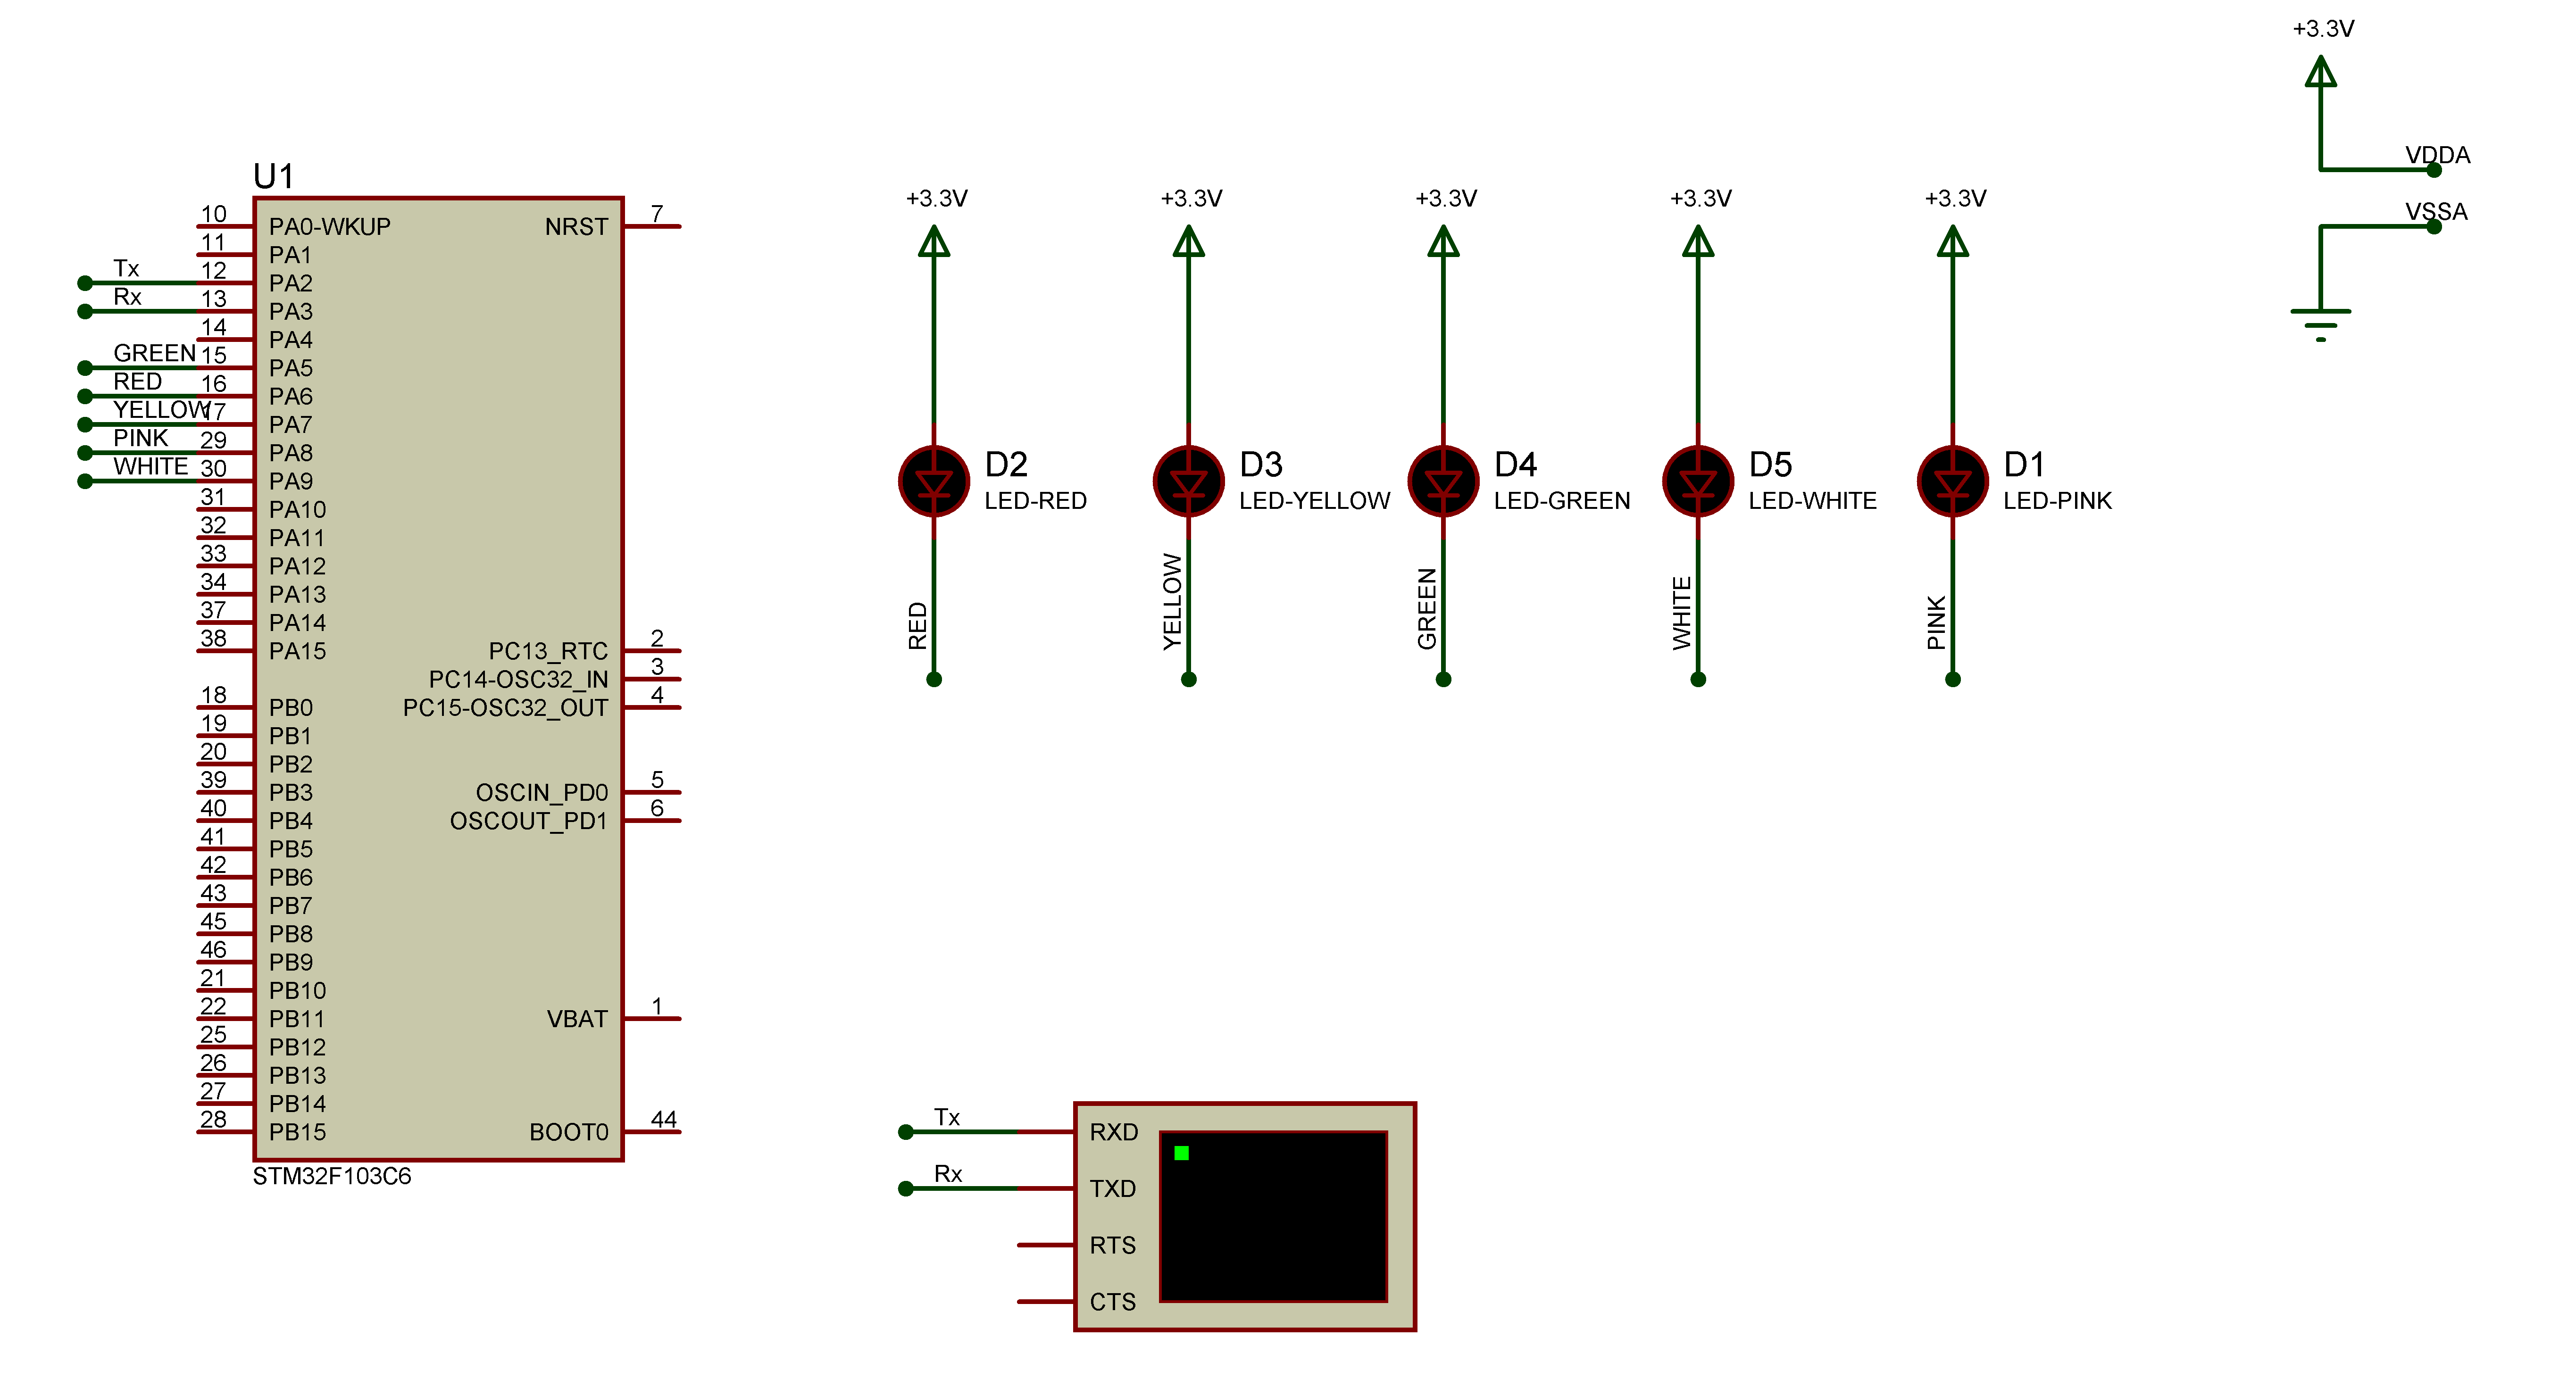 U1
10 PA0-WKUP
11 PA1
Tx 12 PA2
Rx 13 PA3
14 PA4
GREEN 15 PA5
RED 16 PA6
YELLOW 17 PA7
PINK 29 PA8
WHITE 30 PA9
31 PA10
32 PA11
33 PA12
34 PA13
37 PA14
38 PA15
18 PB0
19 PB1
20 PB2
39 PB3
40 PB4
41 PB5
42 PB6
43 PB7
45 PB8
46 PB9
21 PB10
22 PB11
25 PB12
26 PB13
27 PB14
28 PB15
NRST 7
PC13_RTC 2
PC14-OSC32_IN 3
PC15-OSC32_OUT 4
OSCIN_PD0 5
OSCOUT_PD1 6
VBAT 1
BOOT0 44
STM32F103C6
+3.3V
D2
LED-RED
RED
+3.3V
D3
LED-YELLOW
YELLOW
+3.3V
D4
LED-GREEN
GREEN
+3.3V
D5
LED-WHITE
WHITE
+3.3V
D1
LED-PINK
PINK
+3.3V
VDDA
VSSA
Tx RXD
Rx TXD
RTS
CTS